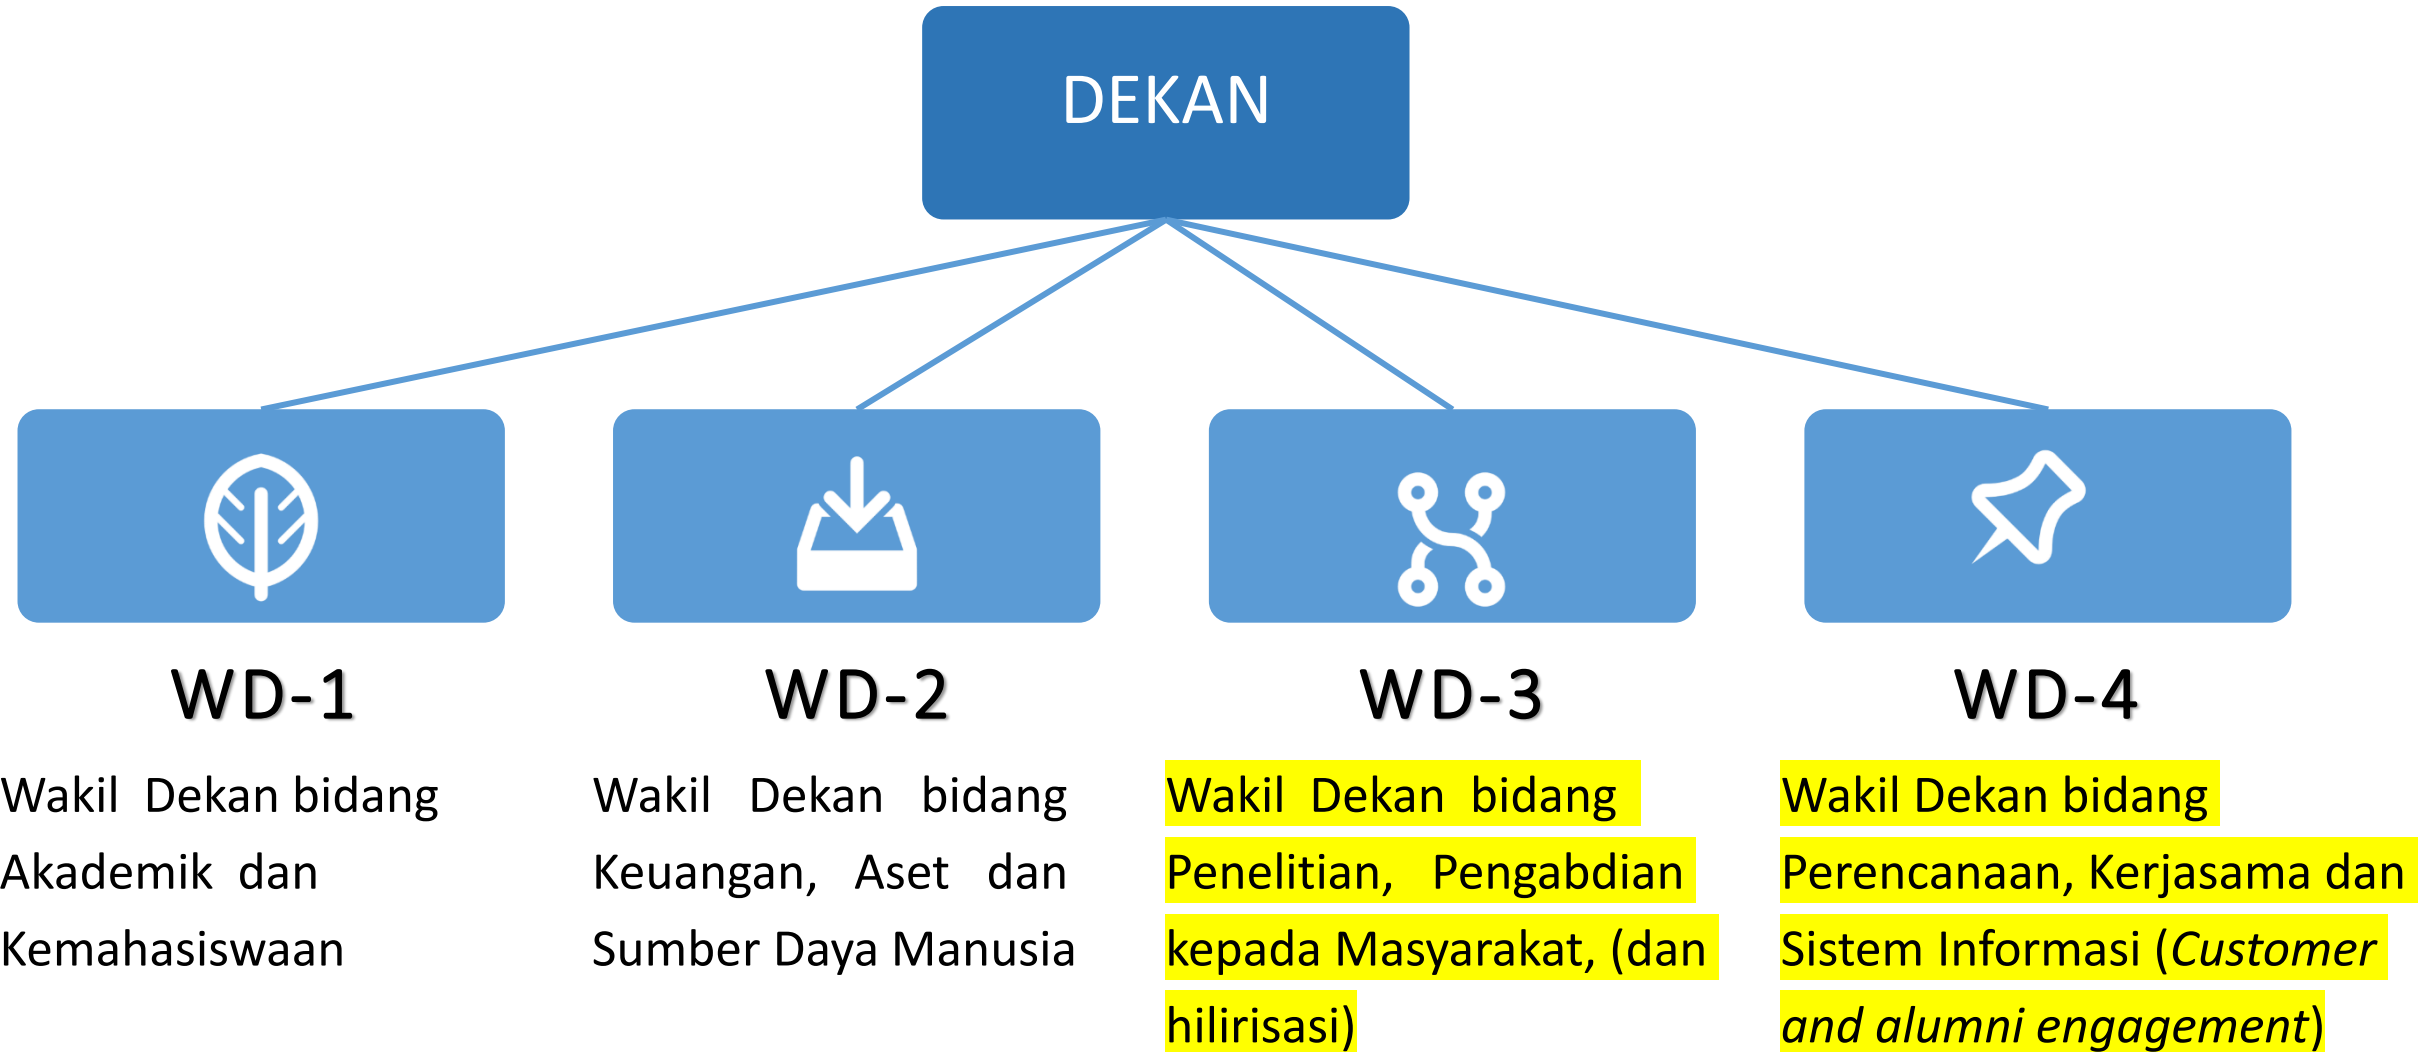 DEKAN
WD-1
Wakil Dekan bidang
Akademik dan
Kemahasiswaan
WD-2
Wakil Dekan bidang
Keuangan, Aset dan
Sumber Daya Manusia
WD-3
Wakil Dekan bidang
Penelitian, Pengabdian
kepada Masyarakat, (dan
hilirisasi)
WD-4
Wakil Dekan bidang
Perencanaan, Kerjasama dan
Sistem Informasi (Customer
and alumni engagement)